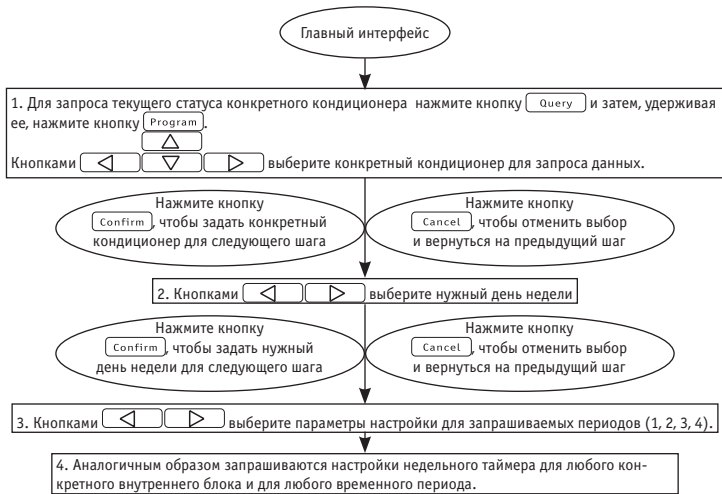 Главный интерфейс
1. Для запроса текущего статуса конкретного кондиционера нажмите кнопку Query и затем, удерживая
ее, нажмите кнопку Program.
Кнопками выберите конкретный кондиционер для запроса данных.
Нажмите кнопку
Confirm, чтобы задать конкретный
кондиционер для следующего шага
Нажмите кнопку
Cancel, чтобы отменить выбор
и вернуться на предыдущий шаг
2. Кнопками выберите нужный день недели
Нажмите кнопку
Confirm, чтобы задать нужный
день недели для следующего шага
Нажмите кнопку
Cancel, чтобы отменить выбор
и вернуться на предыдущий шаг
3. Кнопками выберите параметры настройки для запрашиваемых периодов (1, 2, 3, 4).
4. Аналогичным образом запрашиваются настройки недельного таймера для любого кон-
кретного внутреннего блока и для любого временного периода.